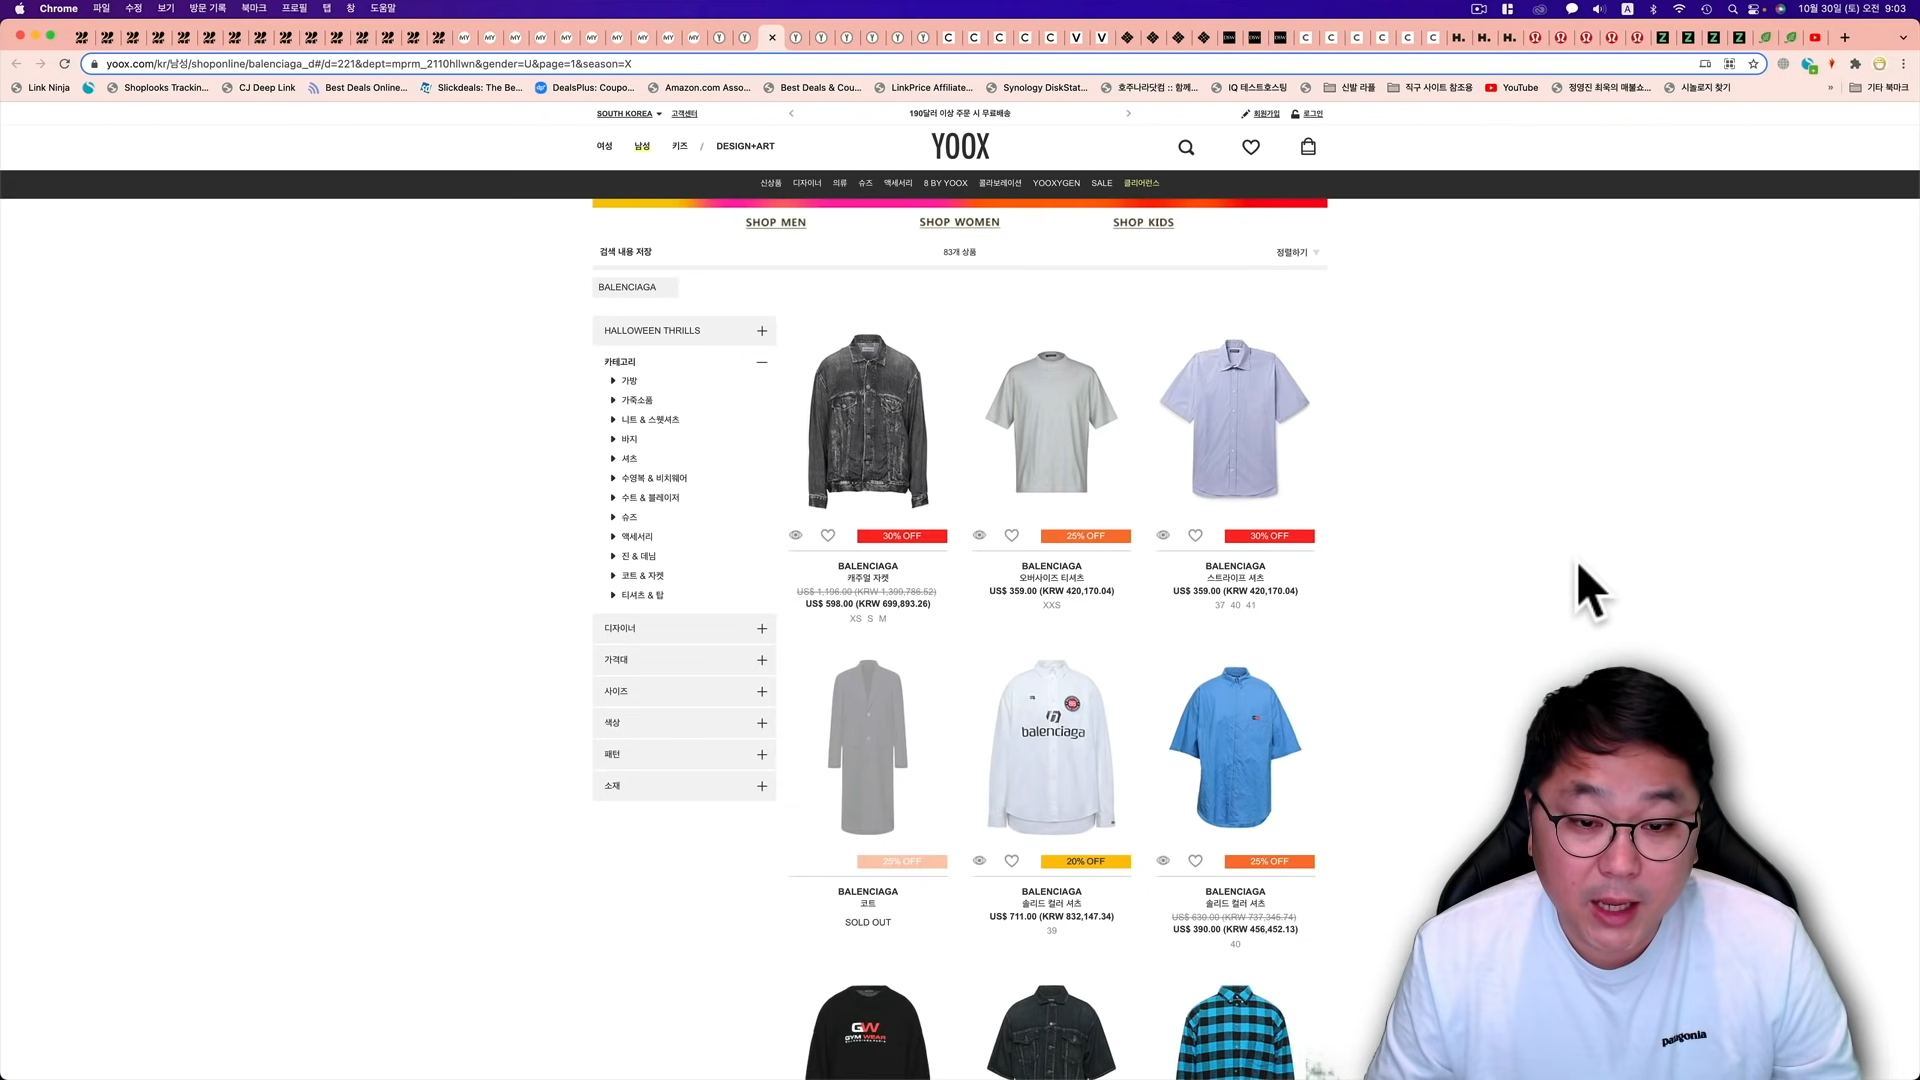 Chrome 파일 수정 보기 방문 기록 북마크 프로필 탭 창 도움말 10월 30일 (토) 오전 9:03
yoox.com/kr/남성/shoponline/balenciaga_d#/d=221&dept=mprm_2110hllwn&gender=U&page=1&season=X
Link Ninja Shoplooks Trackin... CJ Deep Link Best Deals Online... Slickdeals: The Be... DealsPlus: Coupo... Amazon.com Asso... Best Deals & Cou... LinkPrice Affiliate... Synology DiskStat... 호주나라닷컴 :: 함께... IQ 테스트호스팅 신발 라플 직구 사이트 참조용 YouTube 정영진 최욱의 매불쇼... 시놀로지 찾기 » 기타 북마크
SOUTH KOREA 고객센터 190달러 이상 주문 시 무료배송 회원가입 로그인
여성 남성 키즈 / DESIGN+ART YOOX
신상품 디자이너 의류 슈즈 액세서리 8 BY YOOX 콜라보레이션 YOOXYGEN SALE 클리어런스
SHOP MEN SHOP WOMEN SHOP KIDS
검색 내용 저장 83개 상품 정렬하기
BALENCIAGA
HALLOWEEN THRILLS
카테고리
가방
가죽소품
니트 & 스웻셔츠
바지
셔츠
수영복 & 비치웨어
수트 & 블레이저
슈즈
액세서리
진 & 데님
코트 & 자켓
티셔츠 & 탑
디자이너
가격대
사이즈
색상
패턴
소재
30% OFF
BALENCIAGA
캐주얼 자켓
US$ 1,196.00 (KRW 1,399,786.52)
US$ 598.00 (KRW 699,893.26)
XS S M
25% OFF
BALENCIAGA
오버사이즈 티셔츠
US$ 359.00 (KRW 420,170.04)
XXS
30% OFF
BALENCIAGA
스트라이프 셔츠
US$ 359.00 (KRW 420,170.04)
37 40 41
25% OFF
BALENCIAGA
코트
SOLD OUT
balenciaga
20% OFF
BALENCIAGA
솔리드 컬러 셔츠
US$ 711.00 (KRW 832,147.34)
39
25% OFF
BALENCIAGA
솔리드 컬러 셔츠
US$ 630.00 (KRW 737,345.74)
US$ 390.00 (KRW 456,452.13)
40
GW
GYM WEAR
patagonia